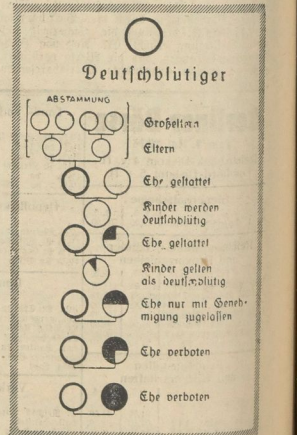 Deutschblütiger
ABSTAMMUNG
Großeltern
Eltern
Ehe gestattet
Kinder werden
deutschblütig
Ehe gestattet
Kinder gelten
als deutschblütig
Ehe nur mit Geneh-
migung zugelassen
Ehe verboten
Ehe verboten